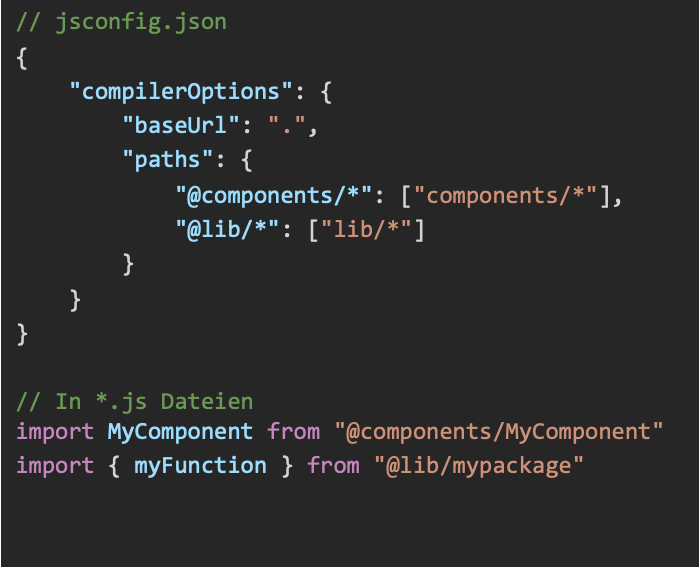 // jsconfig.json
{
    "compilerOptions": {
        "baseUrl": ".",
        "paths": {
            "@components/*": ["components/*"],
            "@lib/*": ["lib/*"]
        }
    }
}
// In *.js Dateien
import MyComponent from "@components/MyComponent"
import { myFunction } from "@lib/mypackage"